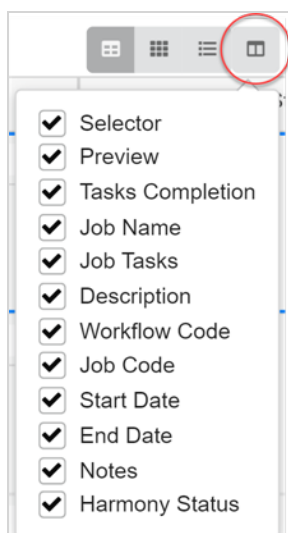 Selector
Preview
Tasks Completion
Job Name
Job Tasks
Description
Workflow Code
Job Code
Start Date
End Date
Notes
Harmony Status